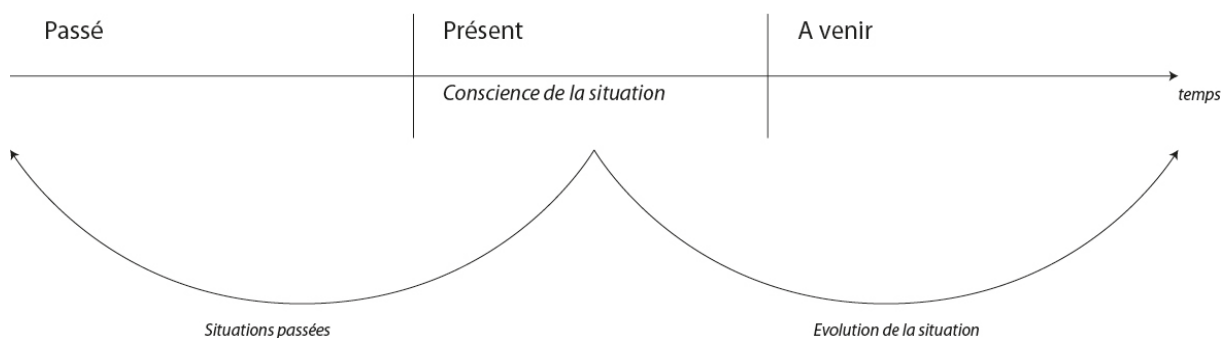 Passé
Présent
A venir
Conscience de la situation
temps
Situations passées
Evolution de la situation